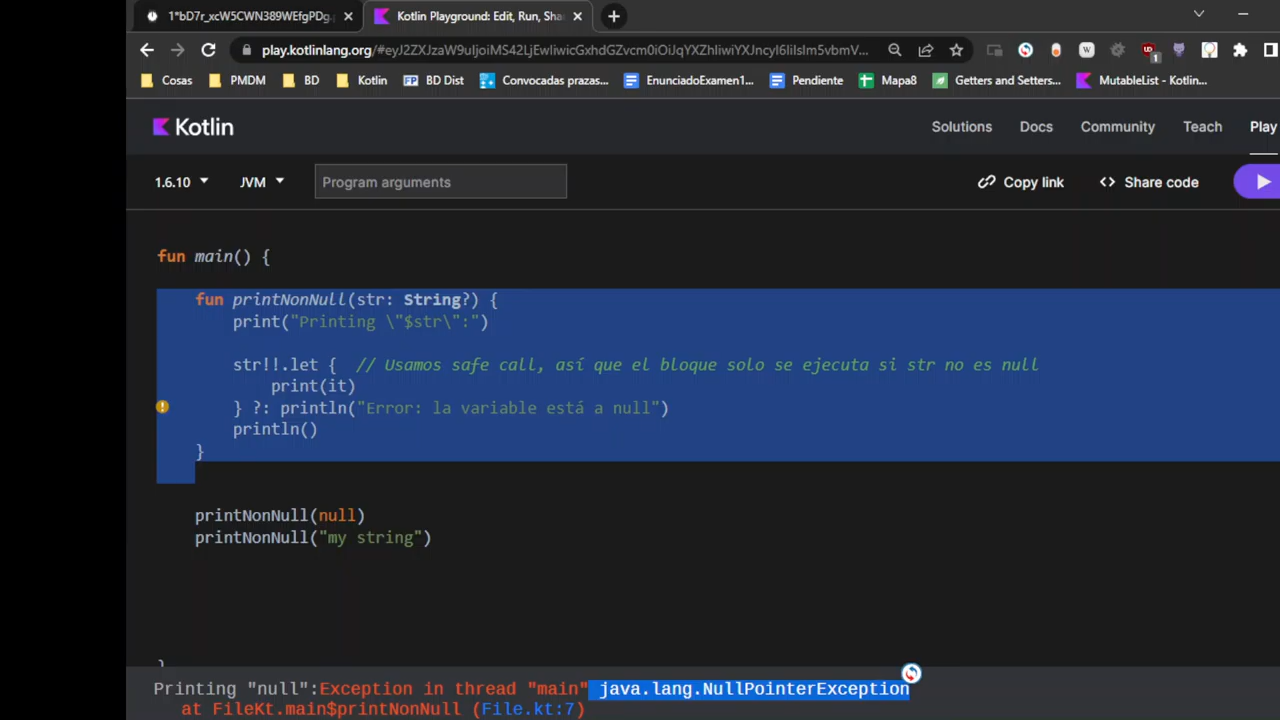 1*bD7r_xcW5CWN389WEfgPDg.
Kotlin Playground: Edit, Run, Sha
play.kotlinlang.org/#eyJ2ZXJzaW9uIjoiMS42LjEwIiwicGxhdGZvcm0iOiJqYXZhIiwiYXJncyI6IiIsIm5vbmV...
Cosas PMDM BD Kotlin BD Dist Convocadas prazas... EnunciadoExamen1... Pendiente Mapa8 Getters and Setters... MutableList - Kotlin...
Kotlin Solutions Docs Community Teach Play
1.6.10 JVM Program arguments Copy link Share code
fun main() {
fun printNonNull(str: String?) {
print("Printing \"$str\":")
str!!.let { // Usamos safe call, así que el bloque solo se ejecuta si str no es null
print(it)
} ?: println("Error: la variable está a null")
println()
}
printNonNull(null)
printNonNull("my string")
}
Printing "null":Exception in thread "main" java.lang.NullPointerException
at FileKt.main$printNonNull (File.kt:7)